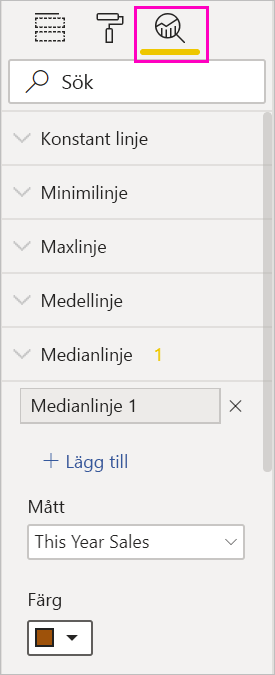 Sök
Konstant linje
Minimilinje
Maxlinje
Medellinje
Medianlinje 1
Medianlinje 1
Lägg till
Mått
This Year Sales
Färg